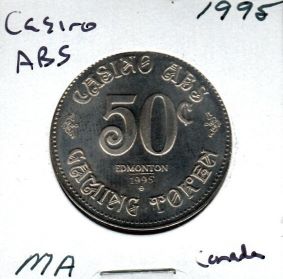 Casino
ABS
1995
CASINO ABS
50¢
EDMONTON
1995
GAMING TOKEN
MA
Canada